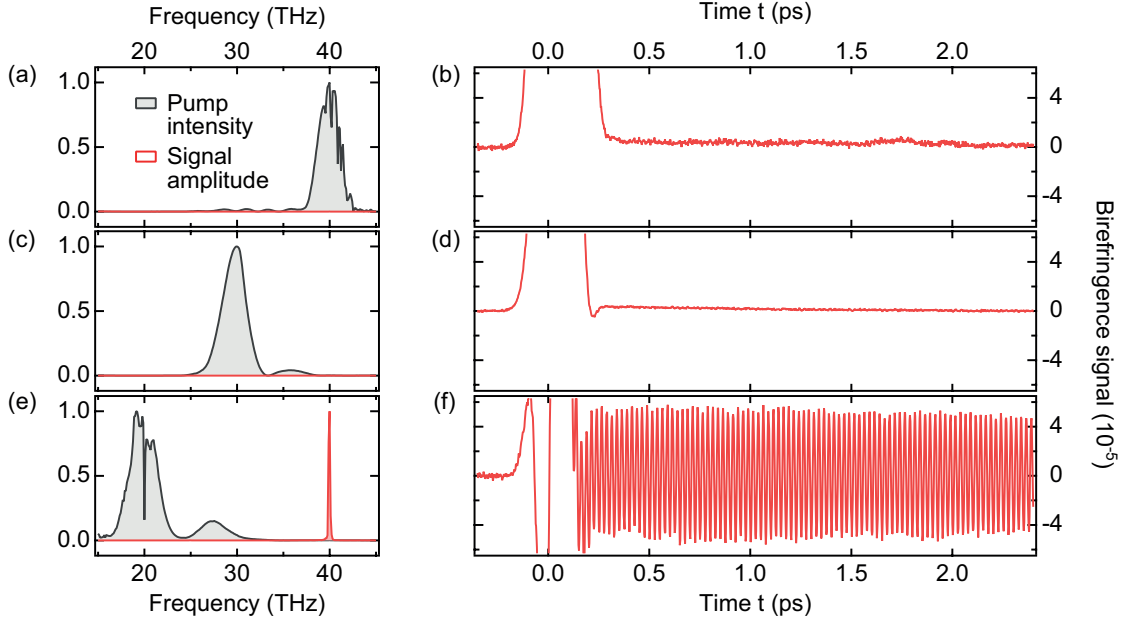 Frequency (THz)
Time t (ps)
20 30 40
0.0 0.5 1.0 1.5 2.0
(a)
1.0
0.5
0.0
Pump
intensity
Signal
amplitude
(b)
4
0
-4
(c)
1.0
0.5
0.0
(d)
4
0
-4
(e)
1.0
0.5
0.0
(f)
4
0
-4
Birefringence signal (10-5)
20 30 40
0.0 0.5 1.0 1.5 2.0
Frequency (THz)
Time t (ps)